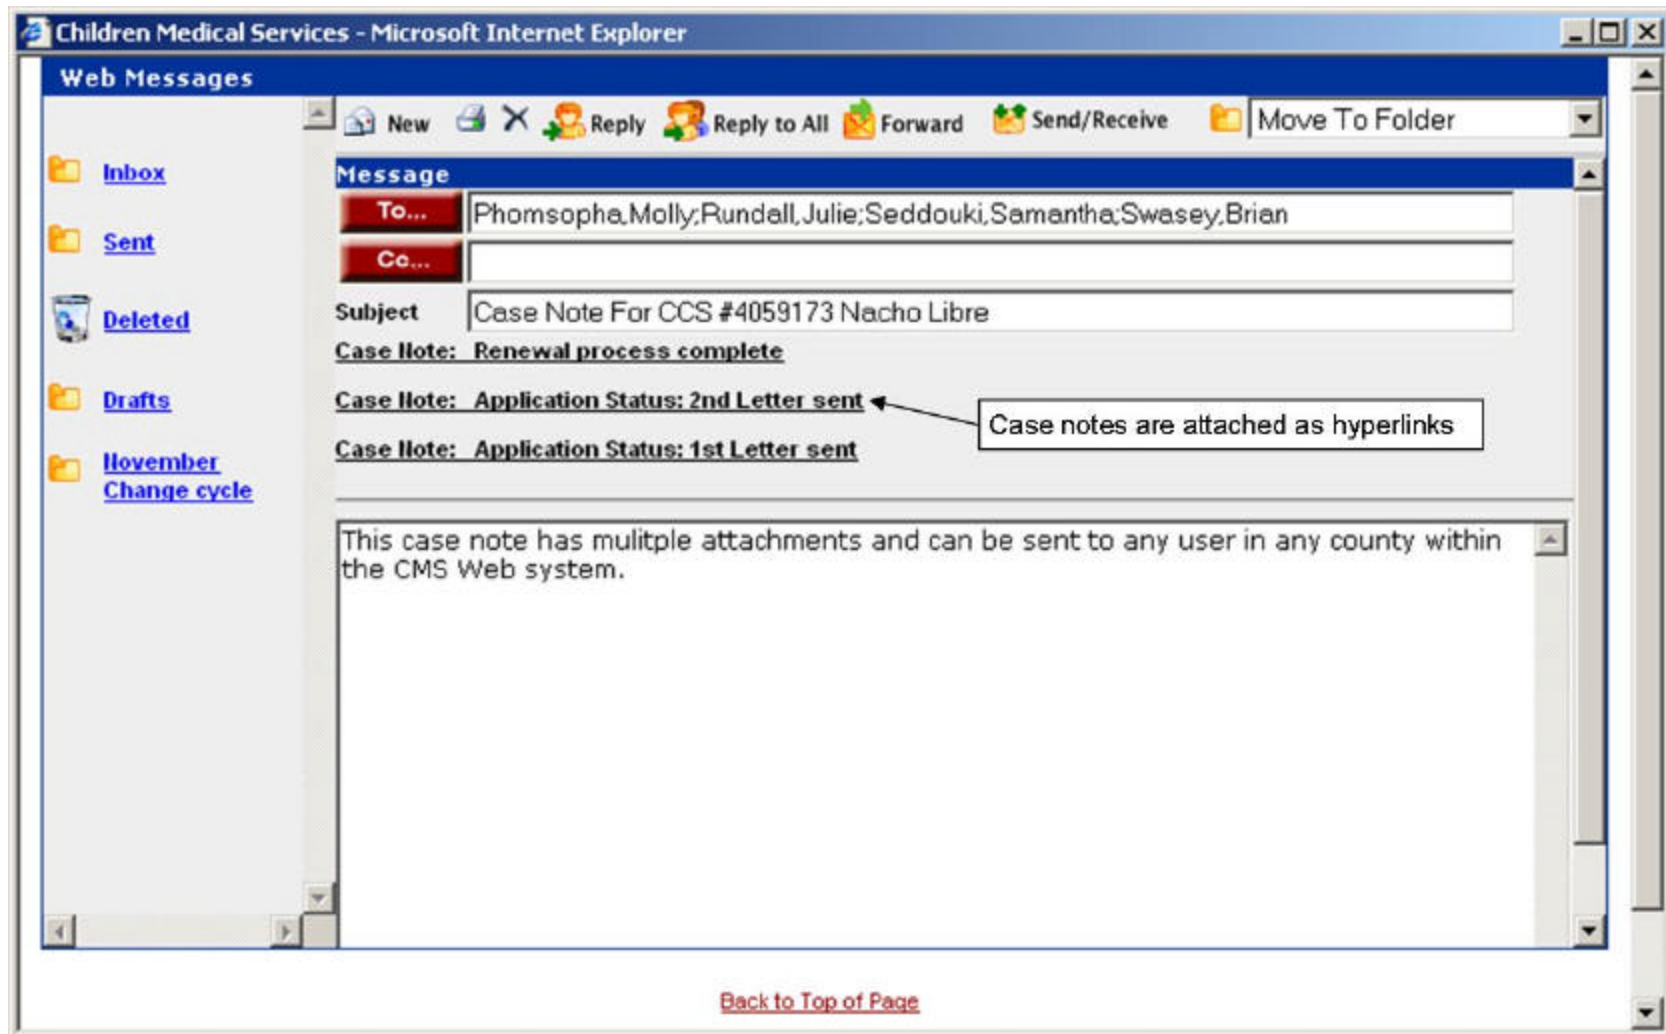 Children Medical Services - Microsoft Internet Explorer
Web Messages
New Reply Reply to All Forward Send/Receive Move To Folder
Inbox
Sent
Deleted
Drafts
November
Change cycle
Message
To... Phomsopha,Molly;Rundall,Julie;Seddouki,Samantha;Swasey,Brian
Cc...
Subject Case Note For CCS #4059173 Nacho Libre
Case Note: Renewal process complete
Case Note: Application Status: 2nd Letter sent
Case notes are attached as hyperlinks
Case Note: Application Status: 1st Letter sent
This case note has mulitple attachments and can be sent to any user in any county within
the CMS Web system.
Back to Top of Page